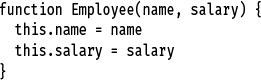 function Employee(name, salary) {
  this.name = name
  this.salary = salary
}